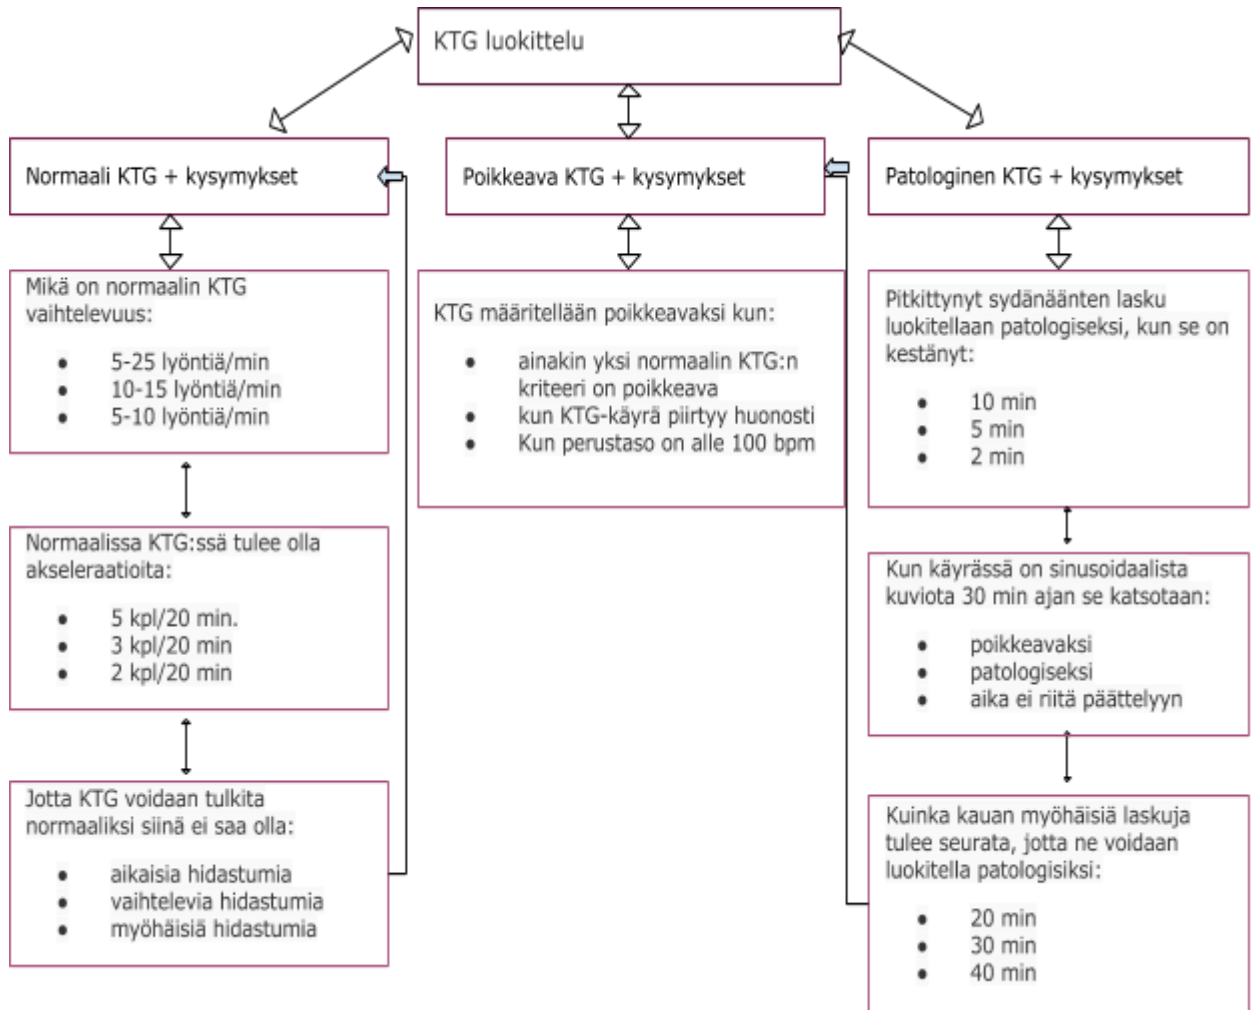 KTG luokittelu
Normaali KTG + kysymykset
Mikä on normaalin KTG
vaihtelevuus:
● 5-25 lyöntiä/min
● 10-15 lyöntiä/min
● 5-10 lyöntiä/min
Normaalissa KTG:ssä tulee olla
akseleraatioita:
● 5 kpl/20 min.
● 3 kpl/20 min
● 2 kpl/20 min
Jotta KTG voidaan tulkita
normaaliksi siinä ei saa olla:
● aikaisia hidastumia
● vaihtelevia hidastumia
● myöhäisiä hidastumia
Poikkeava KTG + kysymykset
KTG määritellään poikkeavaksi kun:
● ainakin yksi normaalin KTG:n
kriteeri on poikkeava
● kun KTG-käyrä piirtyy huonosti
● Kun perustaso on alle 100 bpm
Patologinen KTG + kysymykset
Pitkittynyt sydänäänten lasku
luokitellaan patologiseksi, kun se on
kestänyt:
● 10 min
● 5 min
● 2 min
Kun käyrässä on sinusoidaalista
kuviota 30 min ajan se katsotaan:
● poikkeavaksi
● patologiseksi
● aika ei riitä päättelyyn
Kuinka kauan myöhäisiä laskuja
tulee seurata, jotta ne voidaan
luokitella patologisiksi:
● 20 min
● 30 min
● 40 min